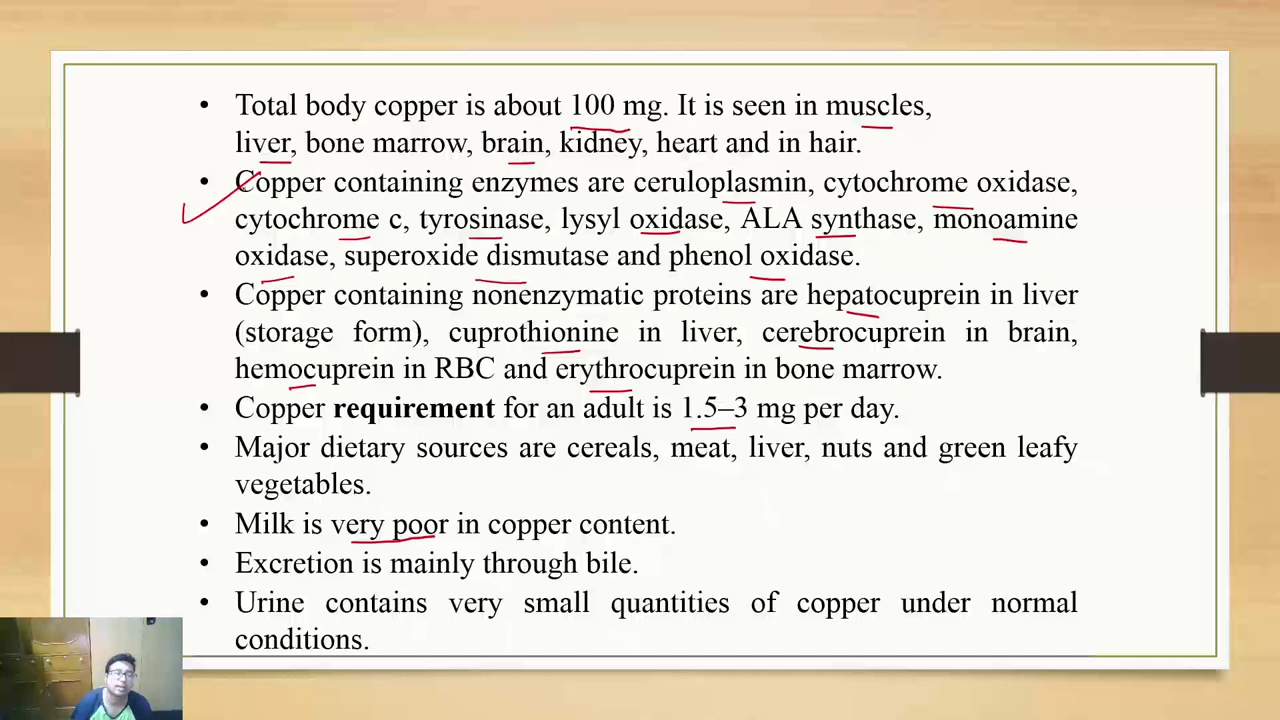 • Total body copper is about 100 mg. It is seen in muscles,
liver, bone marrow, brain, kidney, heart and in hair.
• Copper containing enzymes are ceruloplasmin, cytochrome oxidase,
cytochrome c, tyrosinase, lysyl oxidase, ALA synthase, monoamine
oxidase, superoxide dismutase and phenol oxidase.
• Copper containing nonenzymatic proteins are hepatocuprein in liver
(storage form), cuprothionine in liver, cerebrocuprein in brain,
hemocuprein in RBC and erythrocuprein in bone marrow.
• Copper requirement for an adult is 1.5–3 mg per day.
• Major dietary sources are cereals, meat, liver, nuts and green leafy
vegetables.
• Milk is very poor in copper content.
• Excretion is mainly through bile.
• Urine contains very small quantities of copper under normal
conditions.